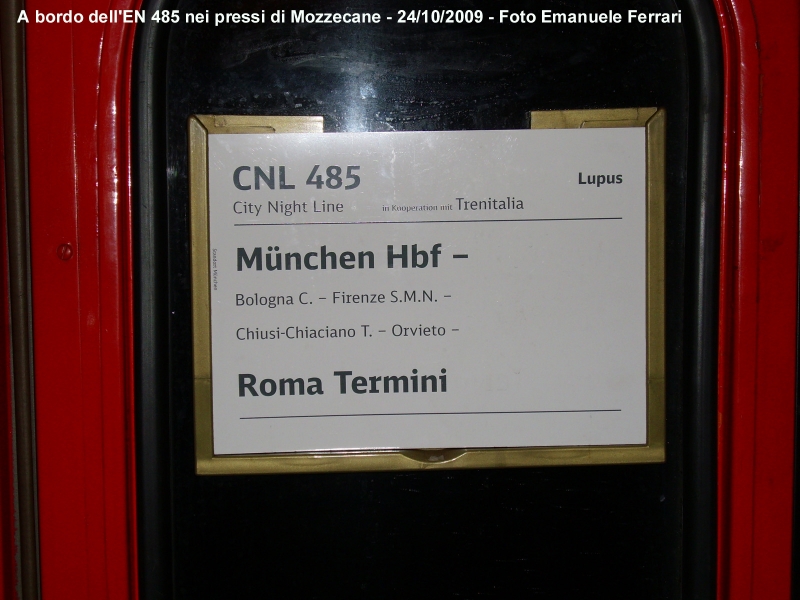 A bordo dell'EN 485 nei pressi di Mozzecane - 24/10/2009 - Foto Emanuele Ferrari
CNL 485
Lupus
City Night Line in Kooperation mit Trenitalia
München Hbf –
Bologna C. – Firenze S.M.N. –
Chiusi-Chiaciano T. – Orvieto –
Roma Termini